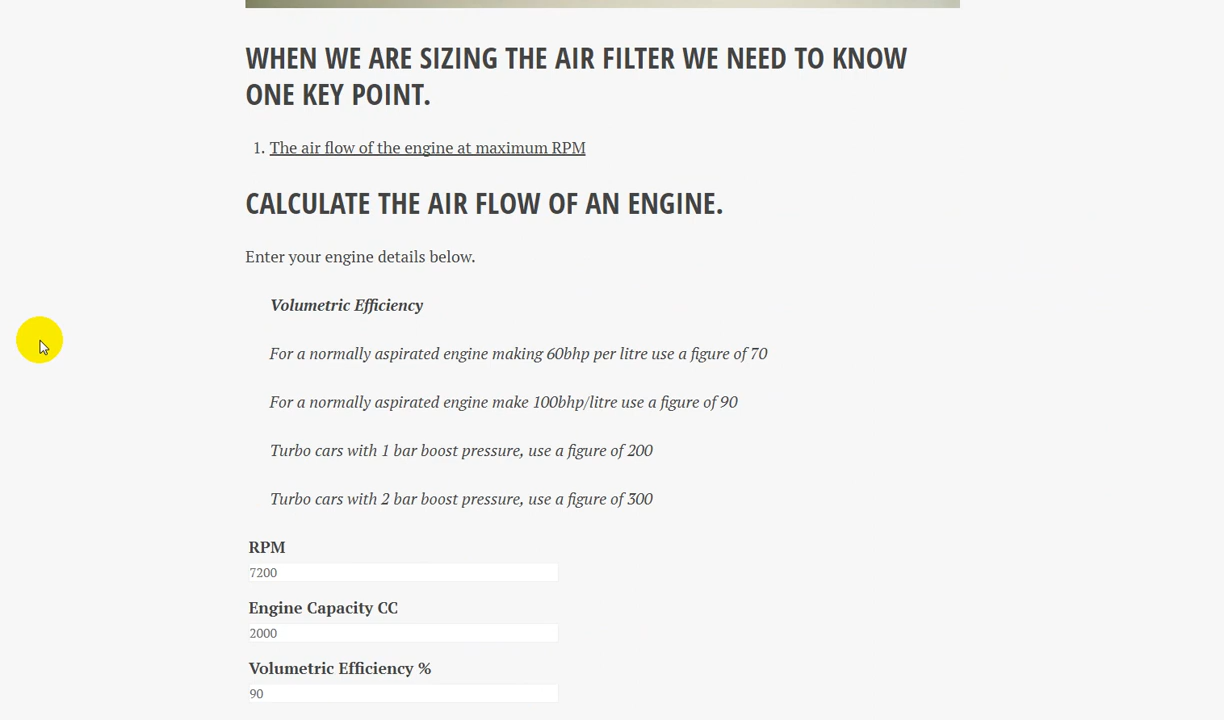 WHEN WE ARE SIZING THE AIR FILTER WE NEED TO KNOW
ONE KEY POINT.
1. The air flow of the engine at maximum RPM
CALCULATE THE AIR FLOW OF AN ENGINE.
Enter your engine details below.
Volumetric Efficiency
For a normally aspirated engine making 60bhp per litre use a figure of 70
For a normally aspirated engine make 100bhp/litre use a figure of 90
Turbo cars with 1 bar boost pressure, use a figure of 200
Turbo cars with 2 bar boost pressure, use a figure of 300
RPM
7200
Engine Capacity CC
2000
Volumetric Efficiency %
90